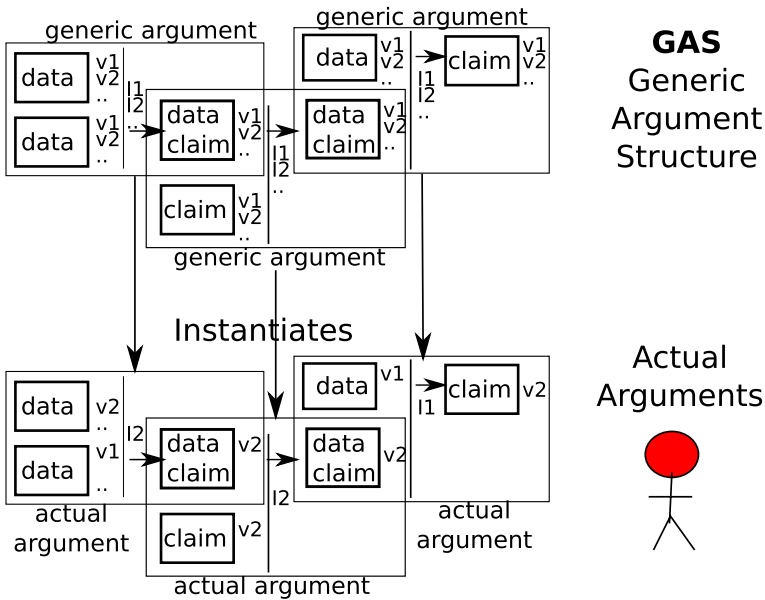 generic argument
generic argument
GAS
Generic
Argument
Structure
data
v1
v2
..
data
v1
v2
..
I1
I2
..
data
claim
v1
v2
..
claim
v1
v2
..
I1
I2
..
data
v1
v2
..
data
claim
v1
v2
..
I1
I2
..
claim
v1
v2
..
generic argument
Instantiates
Actual
Arguments
data
v2
..
data
v1
..
I2
data
claim
v2
claim
v2
I2
data
v1
data
claim
v2
I1
claim
v2
actual
argument
actual
argument
actual argument